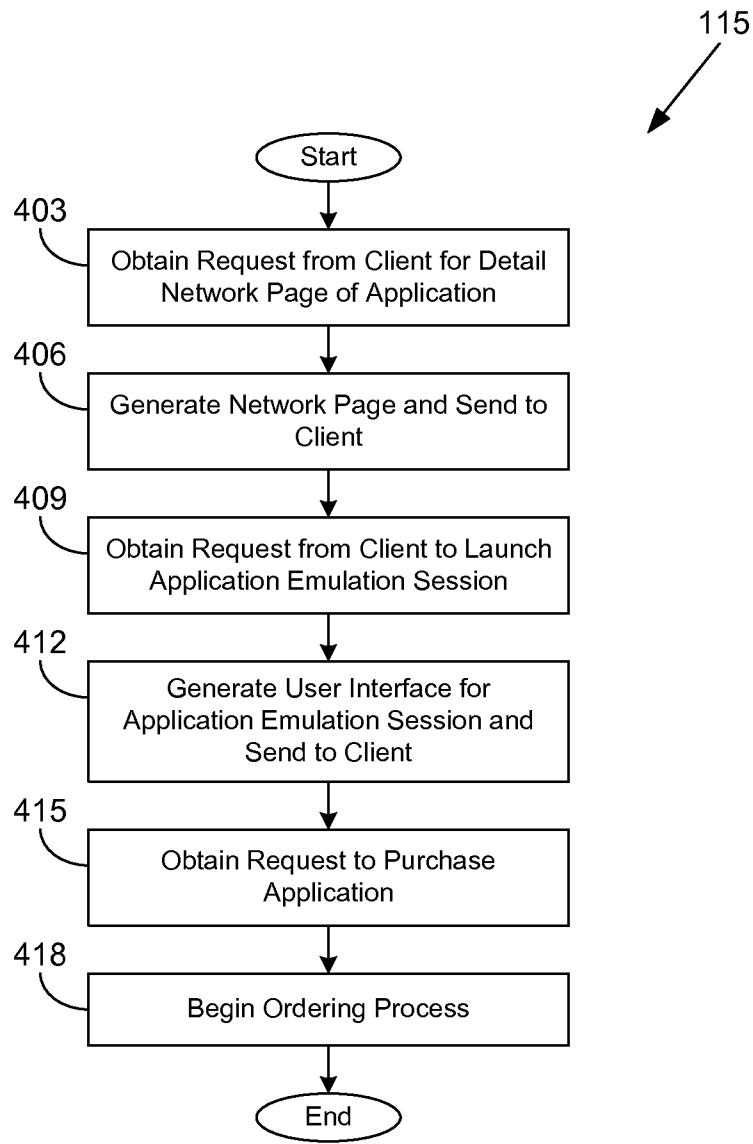 115
Start
403
Obtain Request from Client for Detail
Network Page of Application
406
Generate Network Page and Send to
Client
409
Obtain Request from Client to Launch
Application Emulation Session
412
Generate User Interface for
Application Emulation Session and
Send to Client
415
Obtain Request to Purchase
Application
418
Begin Ordering Process
End